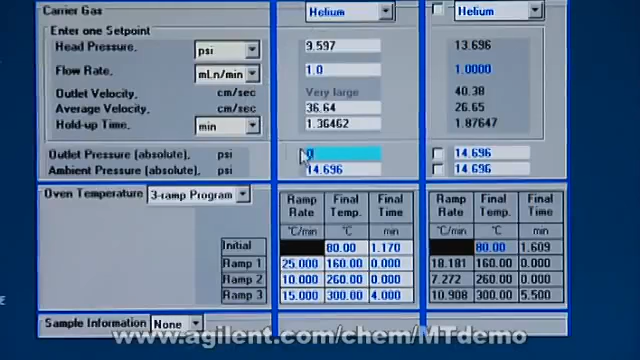 Carrier Gas Helium Helium
Enter one Setpoint
Head Pressure, psi 9.597 13.696
Flow Rate, mLn/min 1.0 1.0000
Outlet Velocity, cm/sec Very large 40.38
Average Velocity, cm/sec 36.64 26.65
Hold-up Time, min 1.36462 1.87647
Outlet Pressure (absolute), psi 0 14.696
Ambient Pressure (absolute), psi 14.696 14.696
Oven Temperature 3-ramp Program
Ramp Rate Final Temp. Final Time Ramp Rate Final Temp. Final Time
°C/min °C min °C/min °C min
Initial 80.00 1.170 80.00 1.609
Ramp 1 25.000 160.00 0.000 18.181 160.00 0.000
Ramp 2 10.000 260.00 0.000 7.272 260.00 0.000
Ramp 3 15.000 300.00 4.000 10.908 300.00 5.500
Sample Information None
www.agilent.com/chem/MTdemo